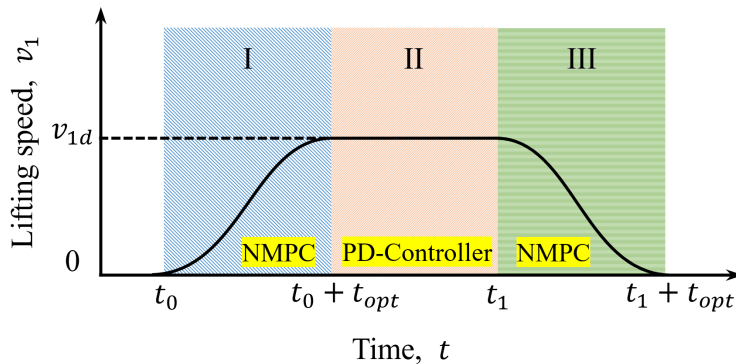 I II III
Lifting speed, v₁
v₁d
0
NMPC PD-Controller NMPC
t₀ t₀ + tₒₚₜ t₁ t₁ + tₒₚₜ
Time, t